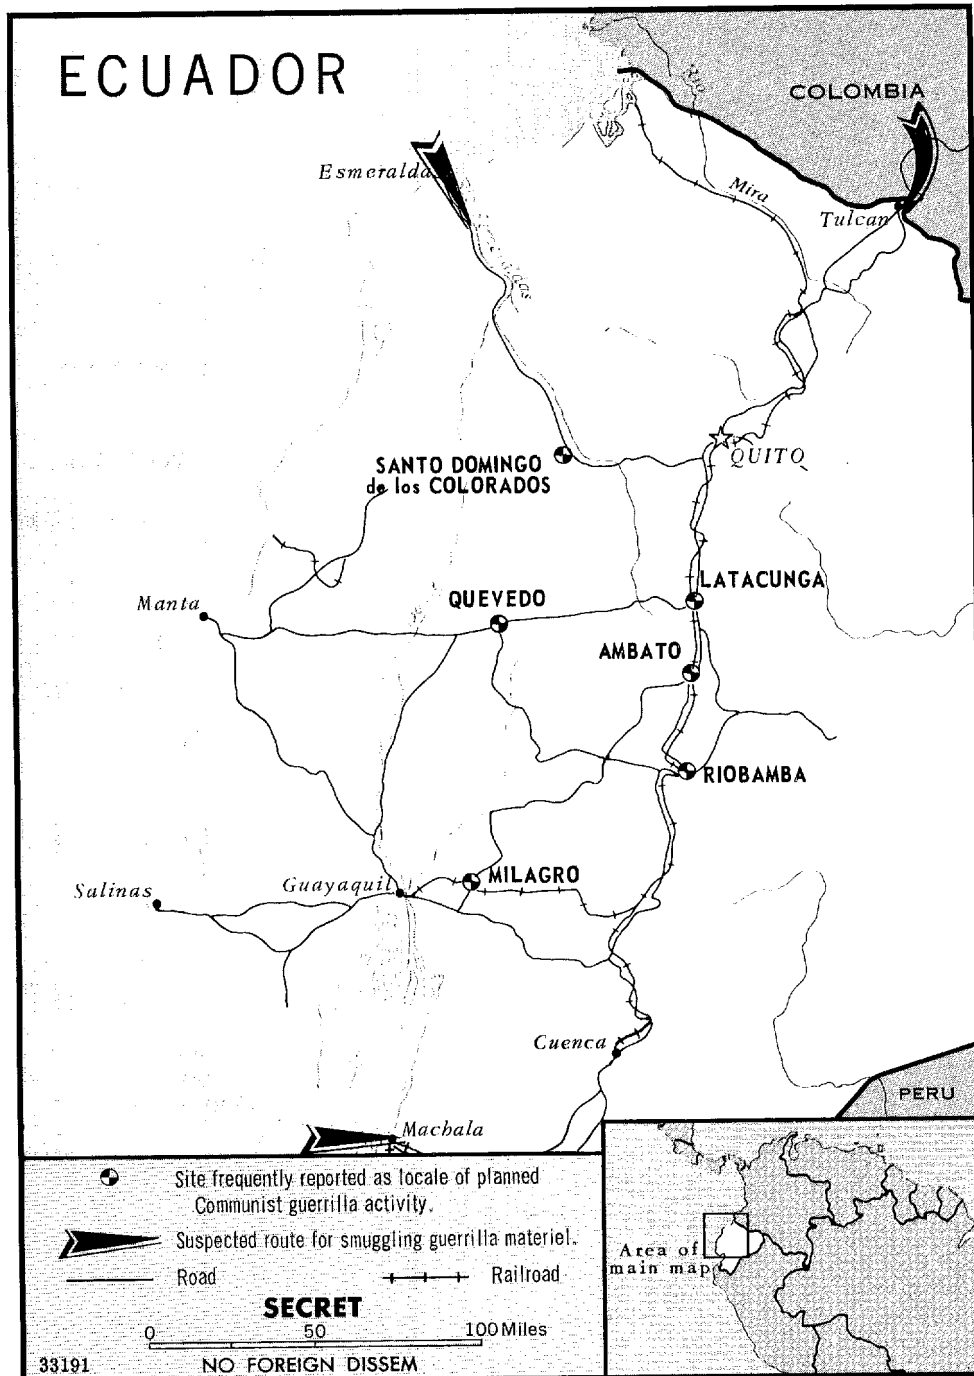 ECUADOR
COLOMBIA
Esmeraldas
Rio
Mira
Tulcan
QUITO
SANTO DOMINGO
de los COLORADOS
LATACUNGA
Manta
QUEVEDO
AMBATO
RIOBAMBA
MILAGRO
Salinas
Guayaquil
Cuenca
PERU
Machala
Site frequently reported as locale of planned
Communist guerrilla activity.
Suspected route for smuggling guerrilla materiel.
Road
Railroad
SECRET
0 50 100 Miles
33191 NO FOREIGN DISSEM
Area of
main map